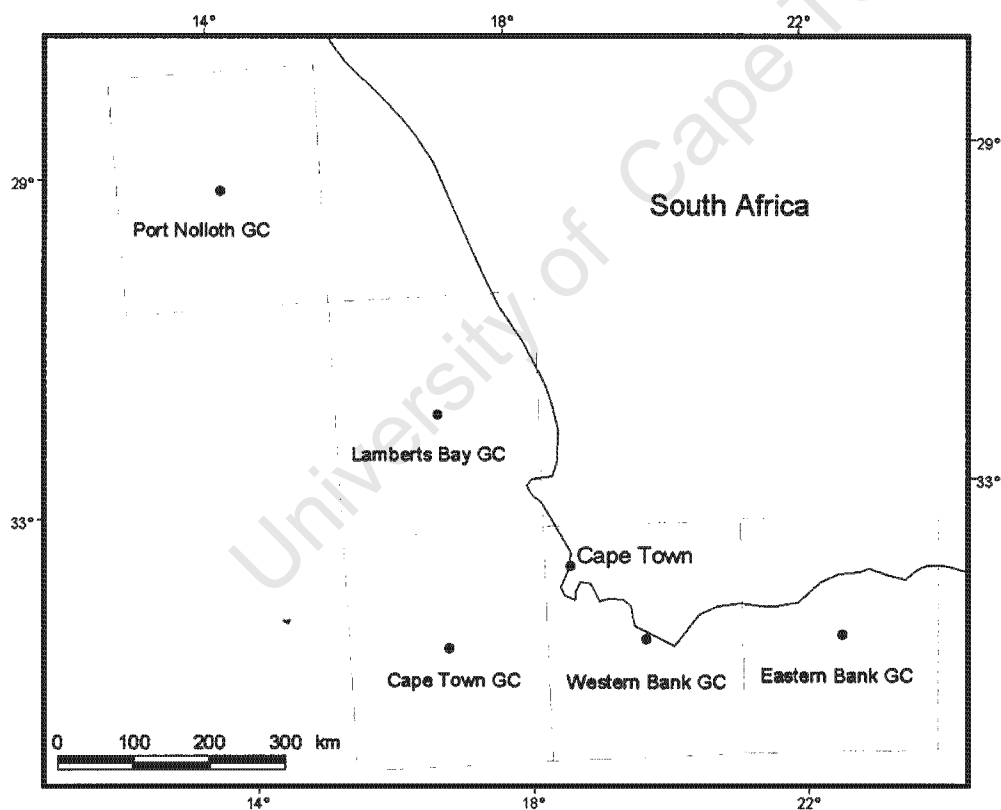 14° 18° 22°
University of Cape To
29°
29°
South Africa
Port Nolloth GC
Lamberts Bay GC
33°
33°
Cape Town
Cape Town GC
Western Bank GC
Eastern Bank GC
0 100 200 300 km
14° 18° 22°